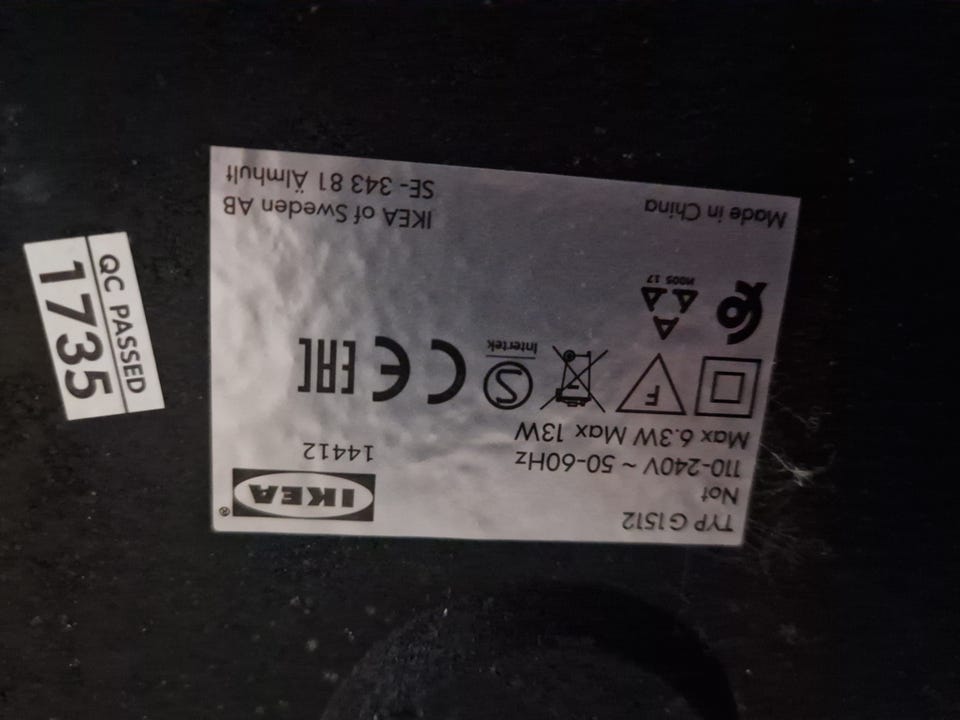 TYP G1512
Not
110-240V ~ 50-60Hz
Max 6.3W Max 13W
IKEA®
14412
F
S
Intertek
CE
EAC
Made in China
IKEA of Sweden AB
SE- 343 81 Älmhult
QC PASSED
1735